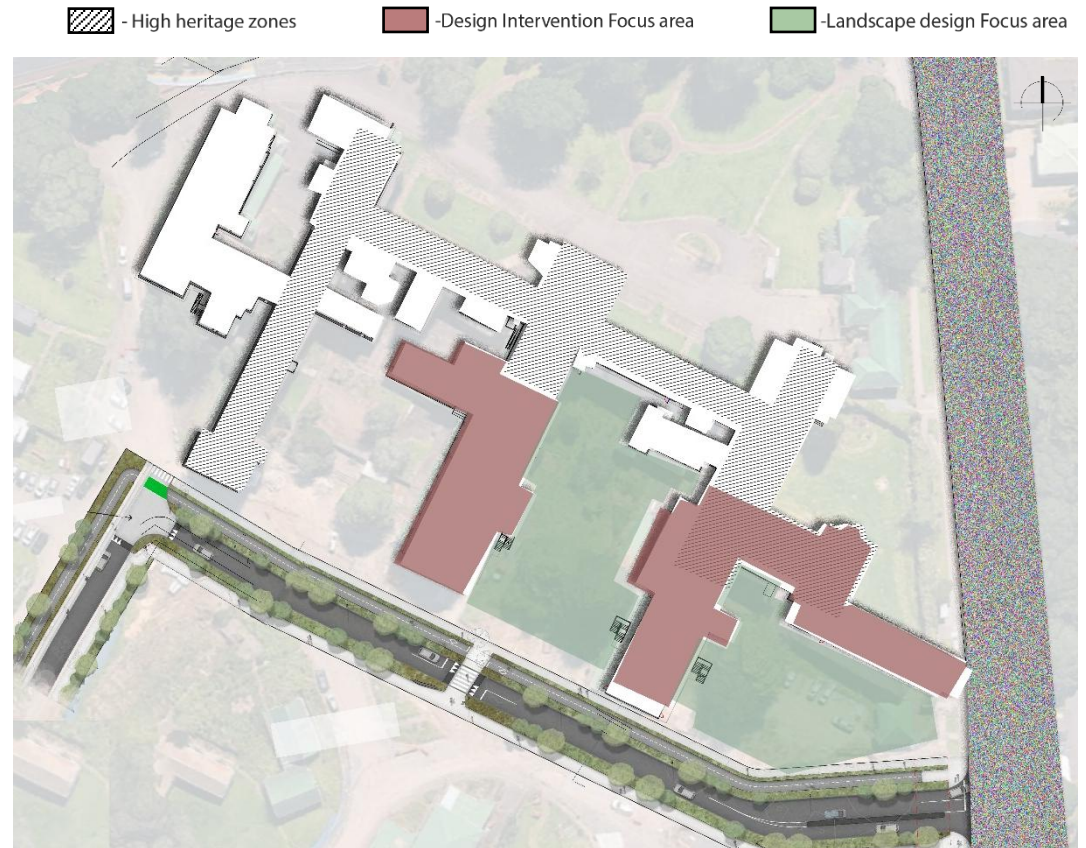 - High heritage zones
-Design Intervention Focus area
-Landscape design Focus area